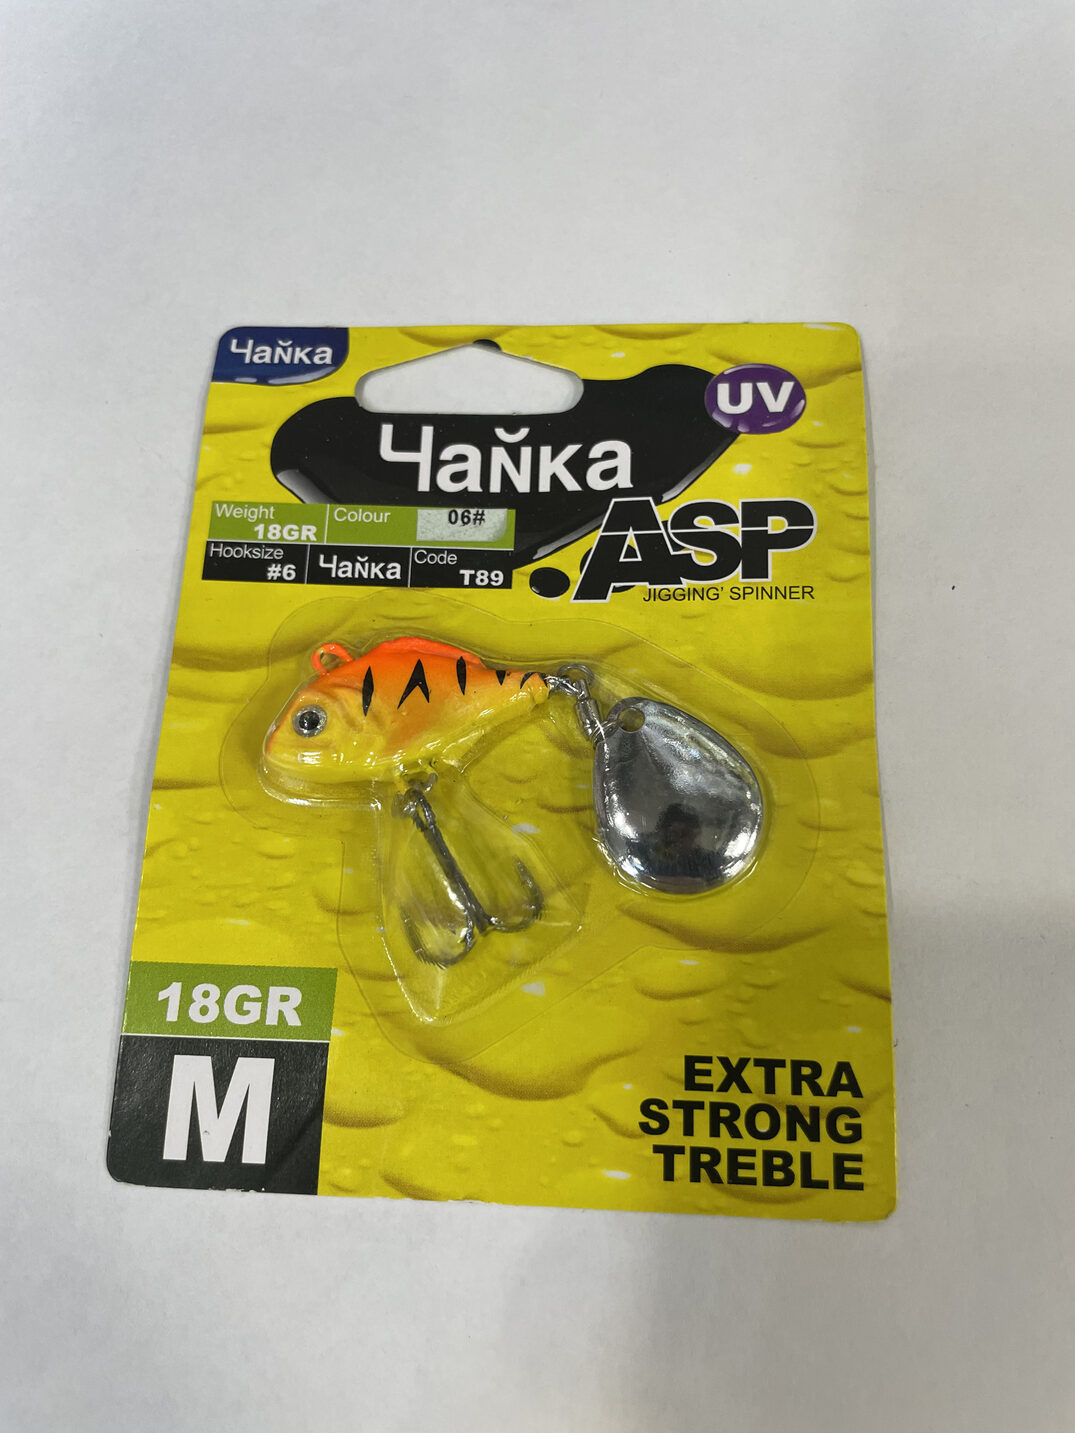 Чайка
UV
Чайка
Weight 18GR Colour 06#
Hooksize #6 Чайка Code T89
ASP
JIGGING' SPINNER
18GR
M
EXTRA
STRONG
TREBLE